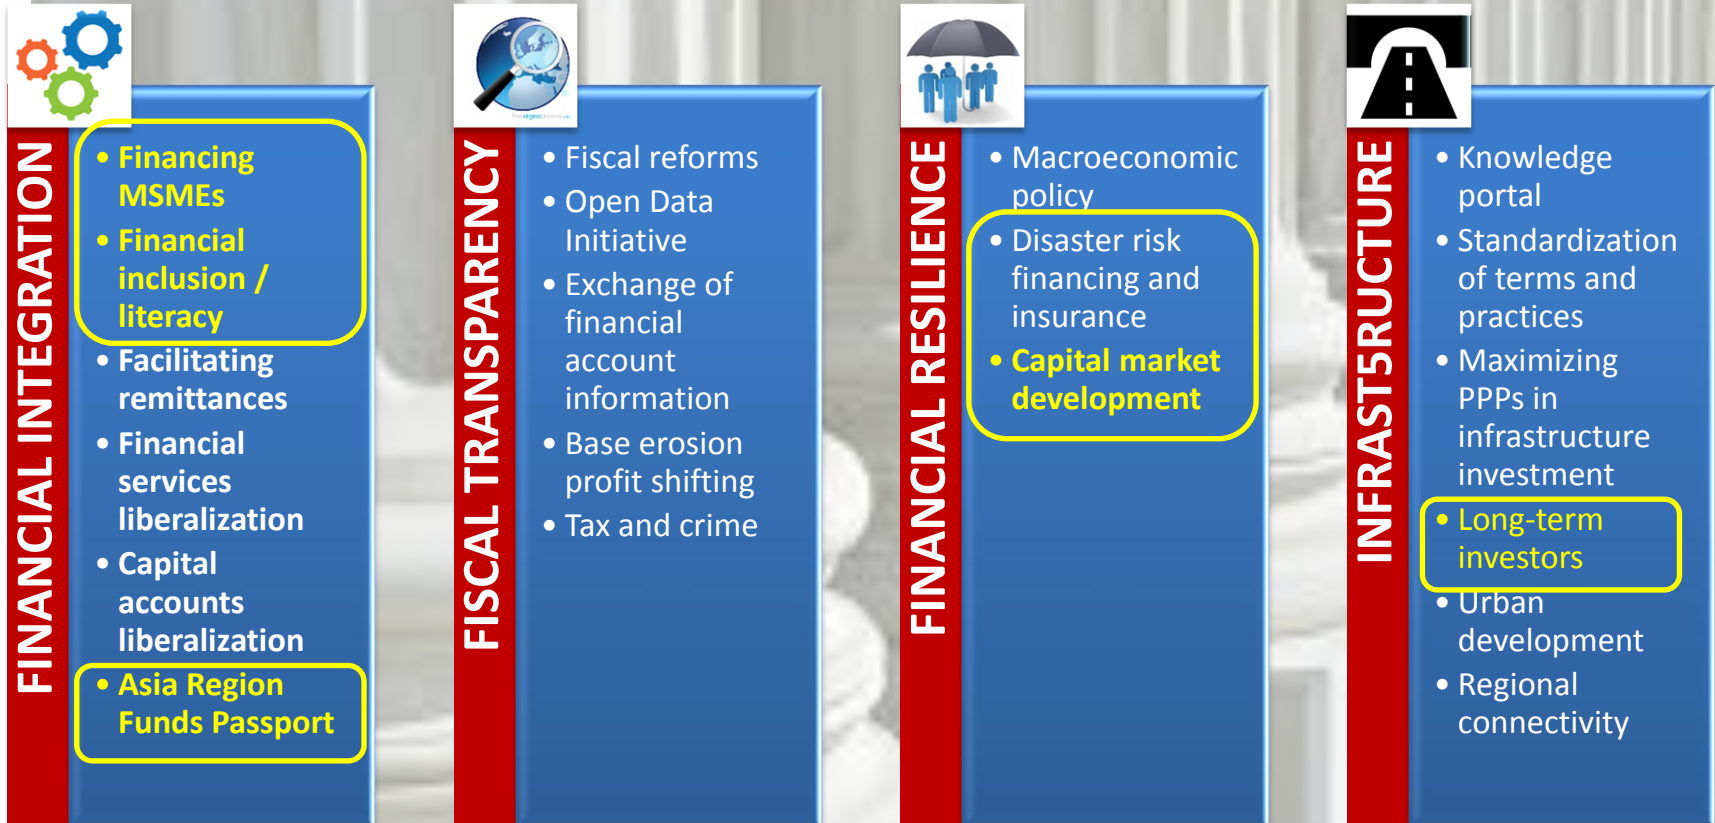 FINANCIAL INTEGRATION
• Financing
MSMEs
• Financial
inclusion /
literacy
• Facilitating
remittances
• Financial
services
liberalization
• Capital
accounts
liberalization
• Asia Region
Funds Passport
FISCAL TRANSPARENCY
• Fiscal reforms
• Open Data
Initiative
• Exchange of
financial
account
information
• Base erosion
profit shifting
• Tax and crime
FINANCIAL RESILIENCE
• Macroeconomic
policy
• Disaster risk
financing and
insurance
• Capital market
development
INFRAST5RUCTURE
• Knowledge
portal
• Standardization
of terms and
practices
• Maximizing
PPPs in
infrastructure
investment
• Long-term
investors
• Urban
development
• Regional
connectivity